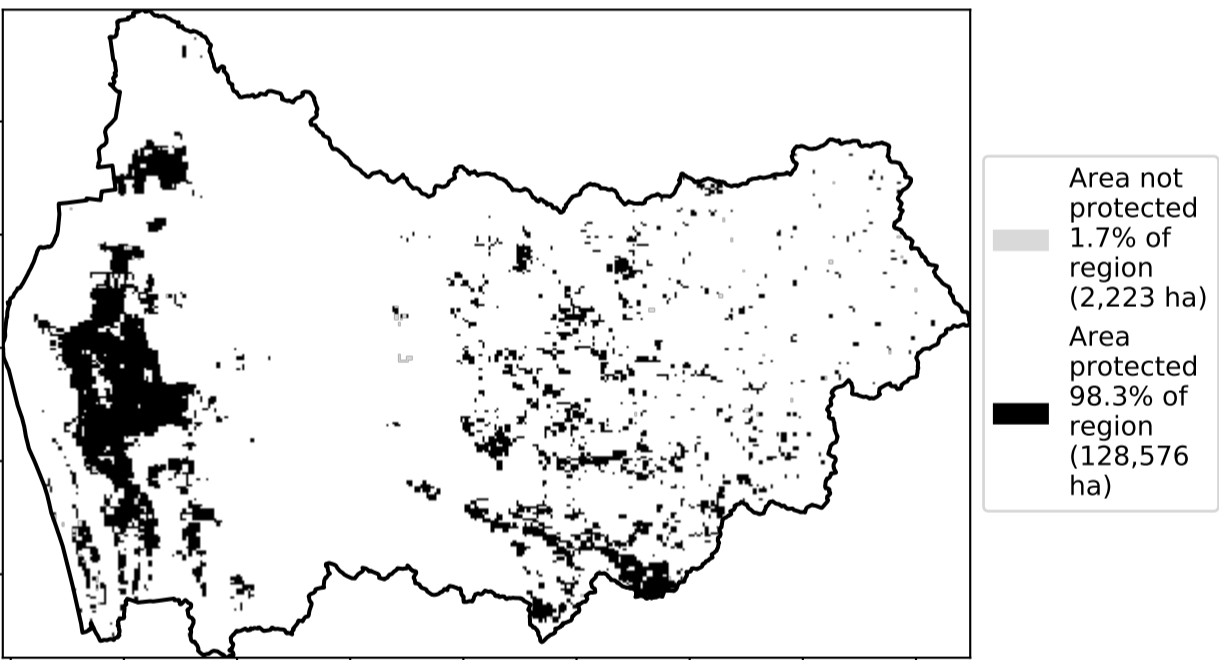 Area not
protected
1.7% of
region
(2,223 ha)
Area
protected
98.3% of
region
(128,576
ha)